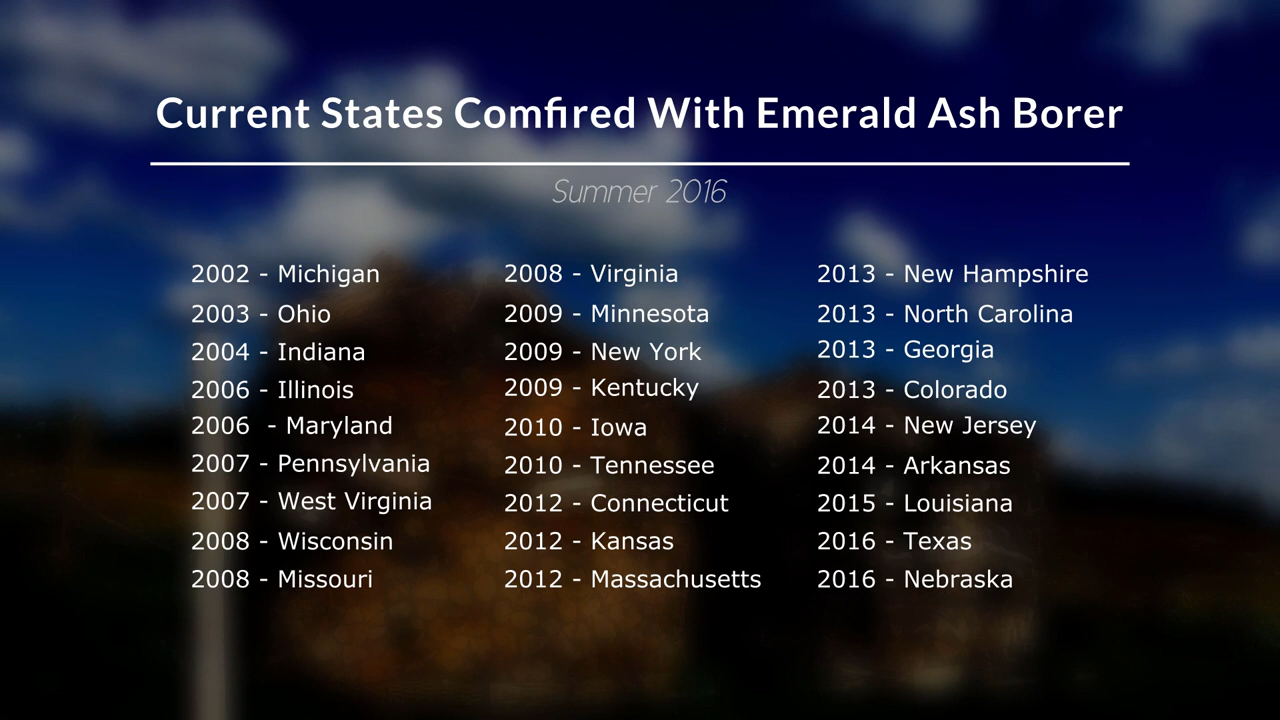 Current States Comfired With Emerald Ash Borer
Summer 2016
2002 - Michigan
2003 - Ohio
2004 - Indiana
2006 - Illinois
2006  - Maryland
2007 - Pennsylvania
2007 - West Virginia
2008 - Wisconsin
2008 - Missouri
2008 - Virginia
2009 - Minnesota
2009 - New York
2009 - Kentucky
2010 - Iowa
2010 - Tennessee
2012 - Connecticut
2012 - Kansas
2012 - Massachusetts
2013 - New Hampshire
2013 - North Carolina
2013 - Georgia
2013 - Colorado
2014 - New Jersey
2014 - Arkansas
2015 - Louisiana
2016 - Texas
2016 - Nebraska